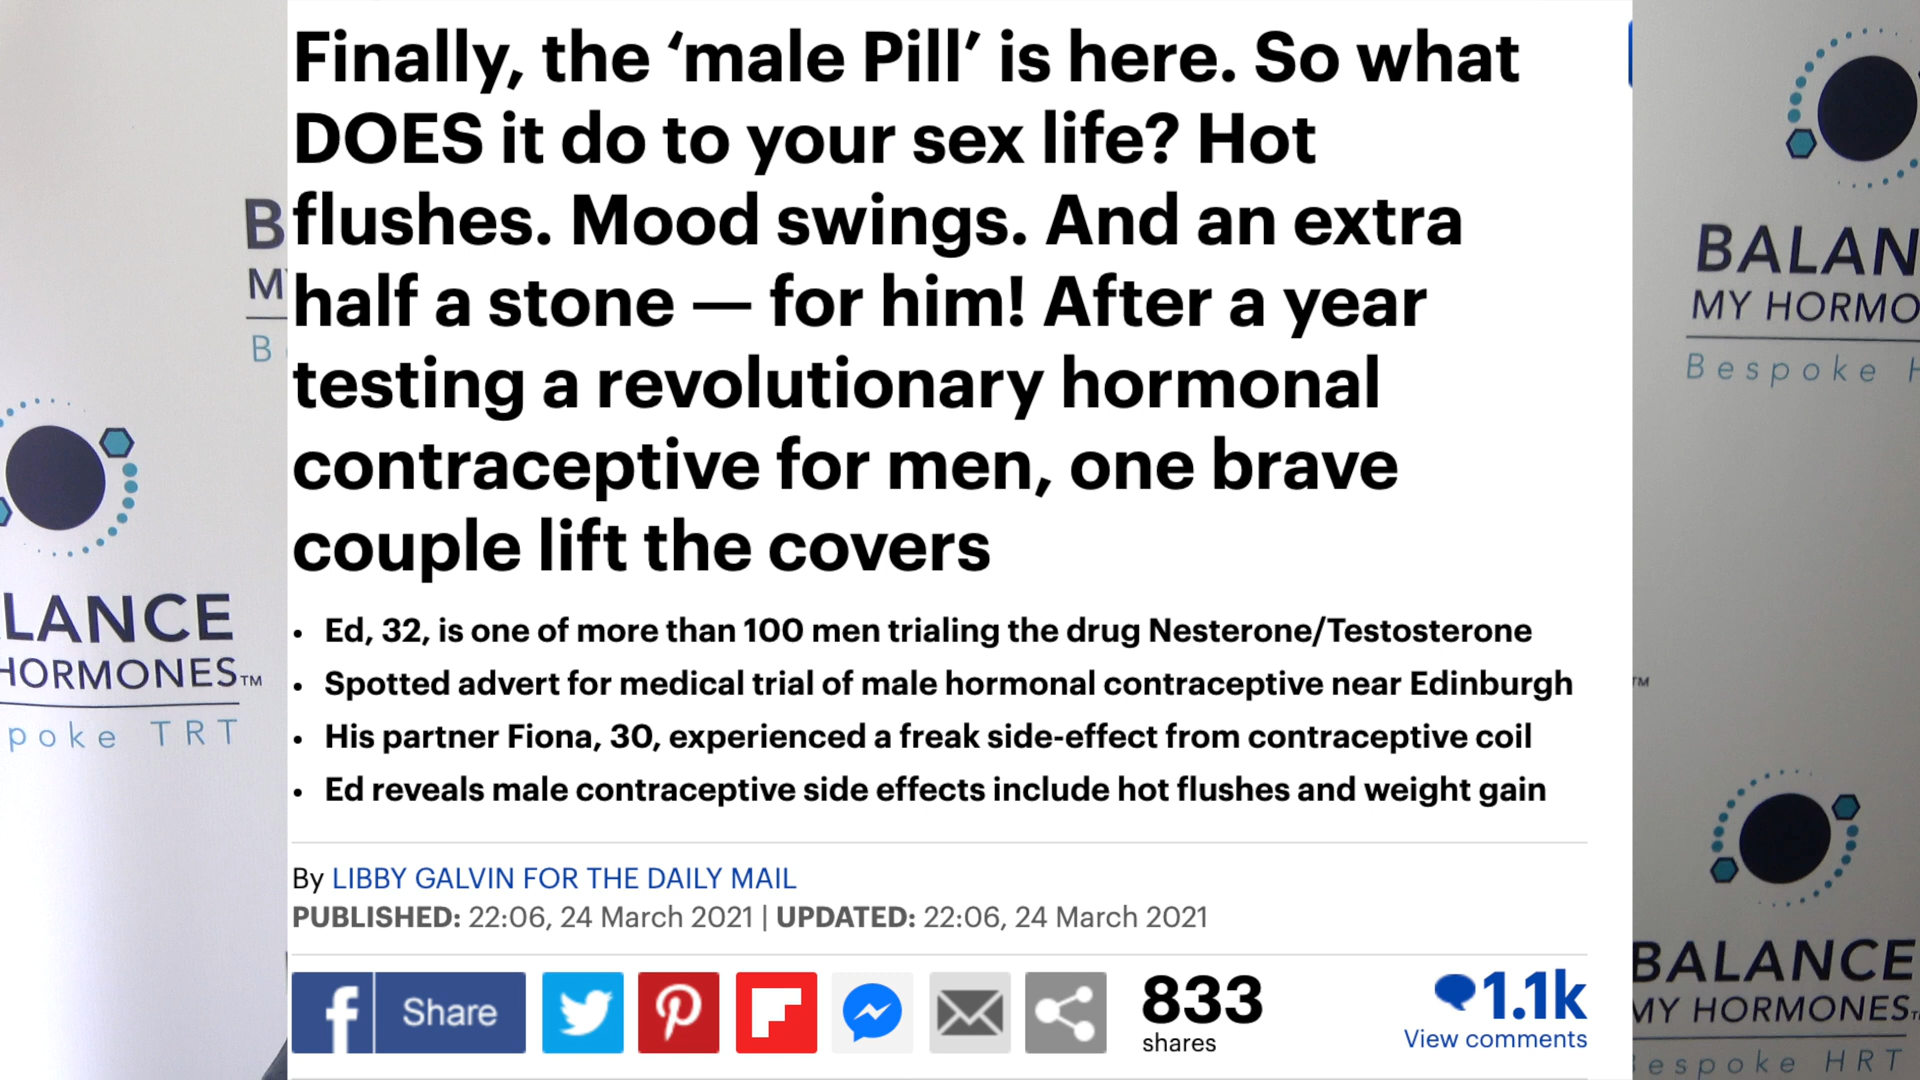 Finally, the ‘male Pill’ is here. So what
DOES it do to your sex life? Hot
flushes. Mood swings. And an extra
half a stone — for him! After a year
testing a revolutionary hormonal
contraceptive for men, one brave
couple lift the covers
• Ed, 32, is one of more than 100 men trialing the drug Nesterone/Testosterone
• Spotted advert for medical trial of male hormonal contraceptive near Edinburgh
• His partner Fiona, 30, experienced a freak side-effect from contraceptive coil
• Ed reveals male contraceptive side effects include hot flushes and weight gain
By LIBBY GALVIN FOR THE DAILY MAIL
PUBLISHED: 22:06, 24 March 2021 | UPDATED: 22:06, 24 March 2021
Share
833
shares
1.1k
View comments
B
M
B
LANCE
HORMONES™
poke TRT
BALAN
MY HORMO
Bespoke H
™
BALANCE
MY HORMONES
espoke HRT